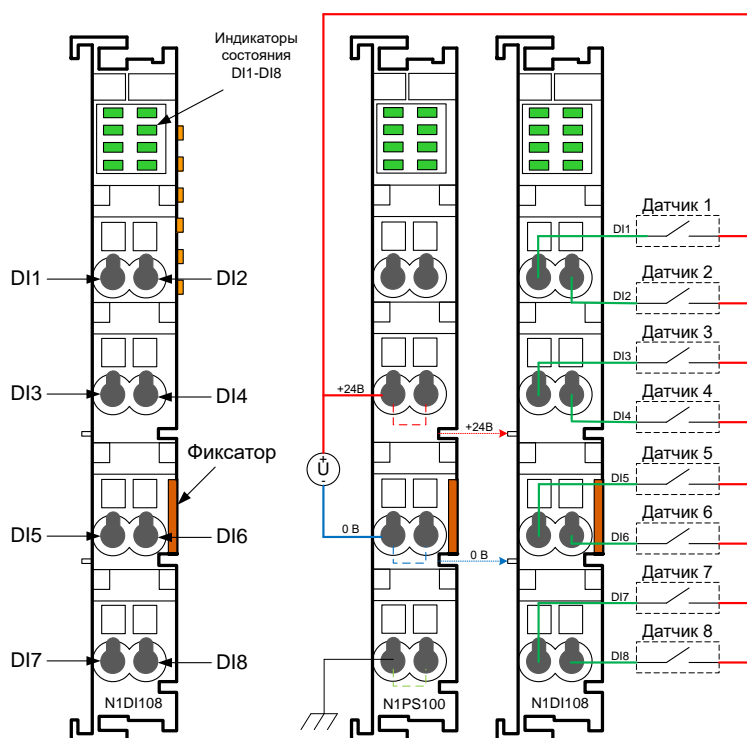 Индикаторы
состояния
DI1-DI8
Датчик 1
DI1
Датчик 2
DI1
DI2
DI2
Датчик 3
DI3
Датчик 4
DI3
DI4
+24В
DI4
+24В
Фиксатор
Датчик 5
U
+
-
DI5
Датчик 6
0 В
DI5
DI6
DI6
0 В
Датчик 7
DI7
Датчик 8
DI7
DI8
DI8
N1DI108
N1PS100
N1DI108